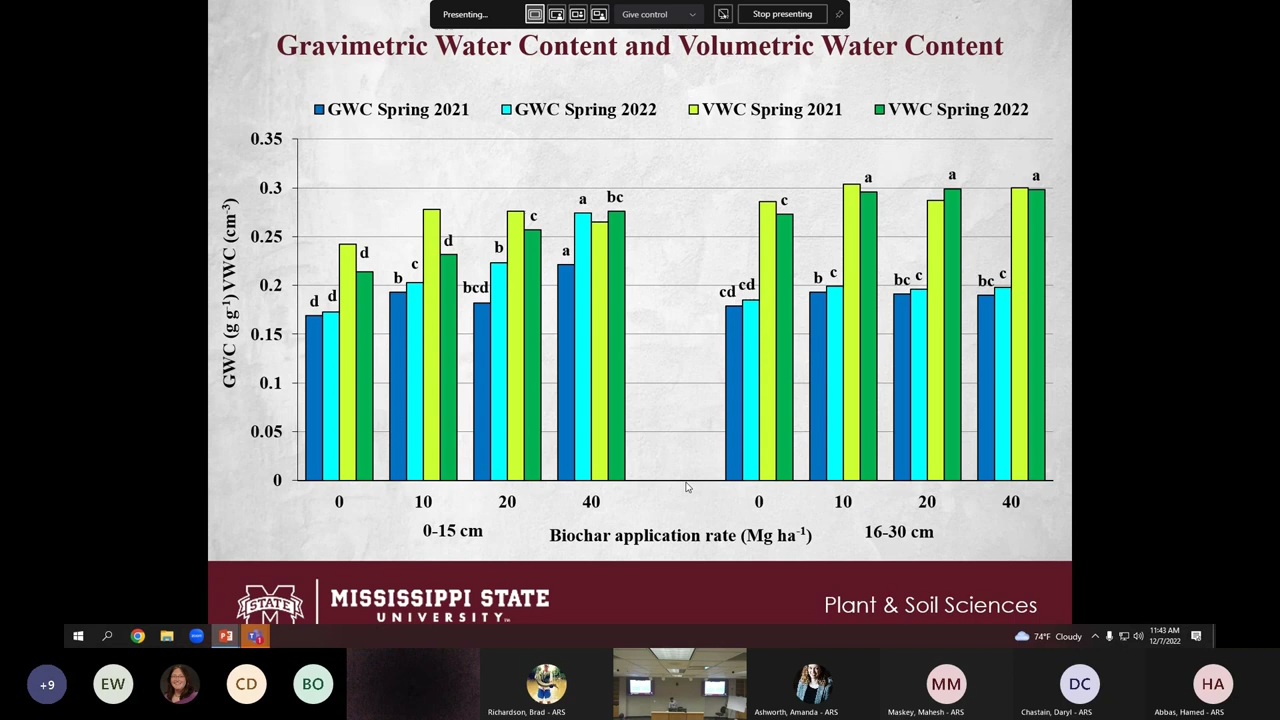 Presenting...
Give control
Stop presenting
Gravimetric Water Content and Volumetric Water Content
GWC Spring 2021 GWC Spring 2022 VWC Spring 2021 VWC Spring 2022
GWC (g g-1) VWC (cm-3)
0.35
0.3
0.25
0.2
0.15
0.1
0.05
0
d d d
b c d
bcd b c
a a bc
cd cd c
b c a
bc c a
bc c a
0 10 20 40 0 10 20 40
0-15 cm Biochar application rate (Mg ha-1) 16-30 cm
STATE
M
MISSISSIPPI STATE
UNIVERSITY™
Plant & Soil Sciences
74°F Cloudy
11:43 AM
12/7/2022
+9 EW CD BO MM DC HA
Richardson, Brad - ARS
Ashworth, Amanda - ARS
Maskey, Mahesh - ARS
Chastain, Daryl - ARS
Abbas, Hamed - ARS